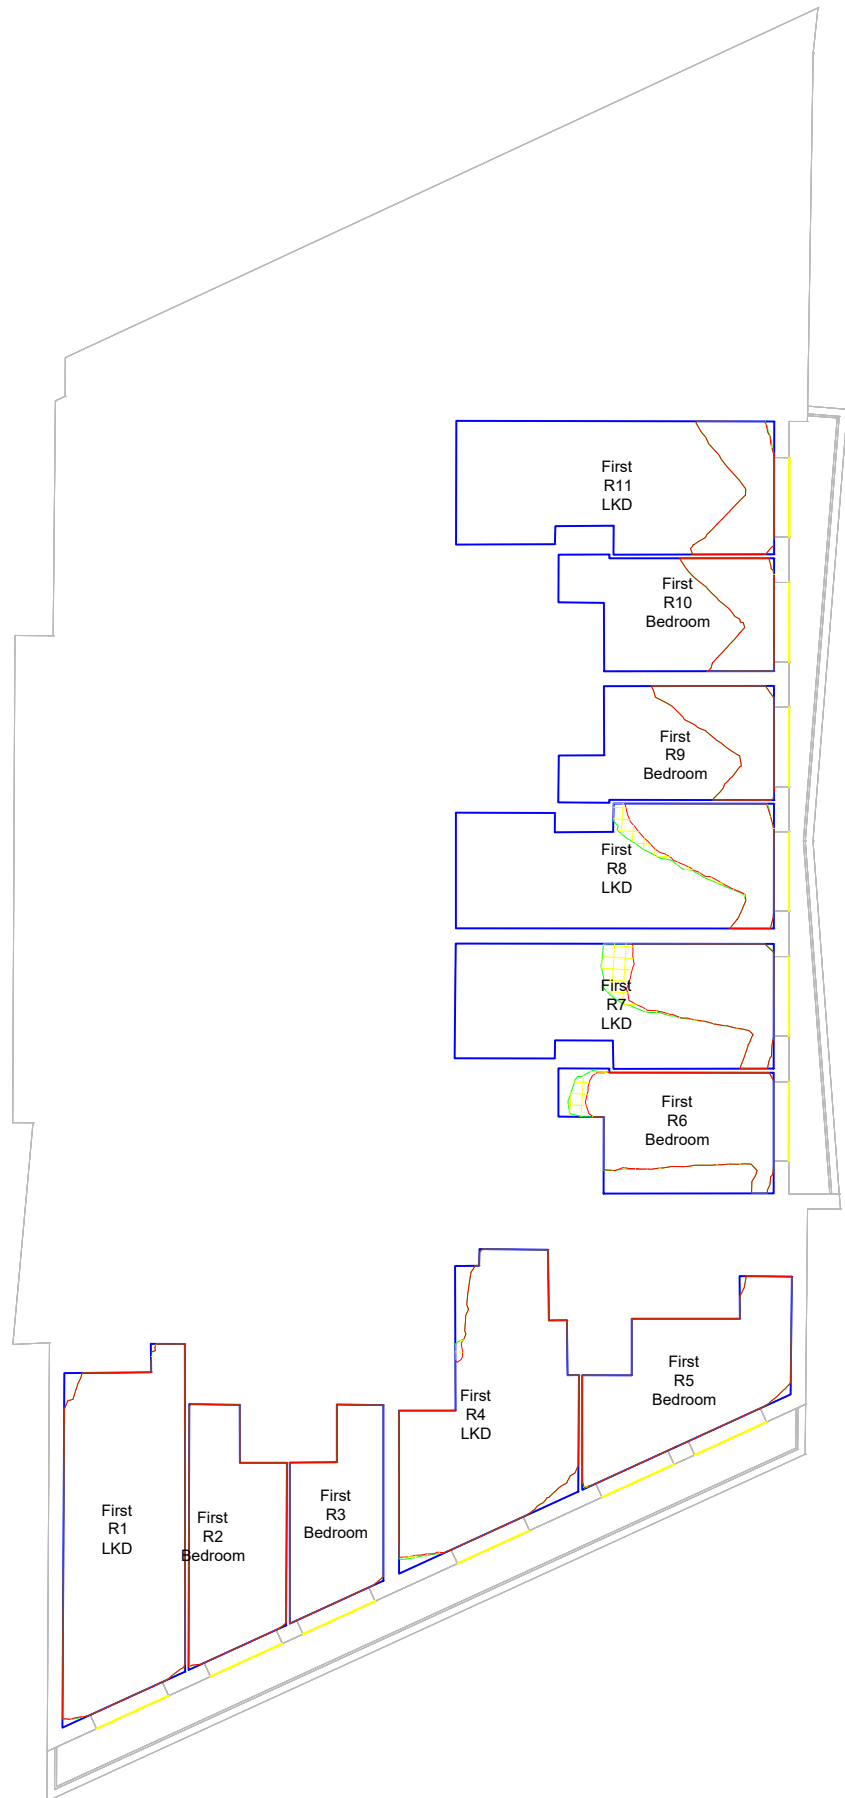 First
R11
LKD
First
R10
Bedroom
First
R9
Bedroom
First
R8
LKD
First
R7
LKD
First
R6
Bedroom
First
R5
Bedroom
First
R4
LKD
First
R3
Bedroom
First
R2
Bedroom
First
R1
LKD